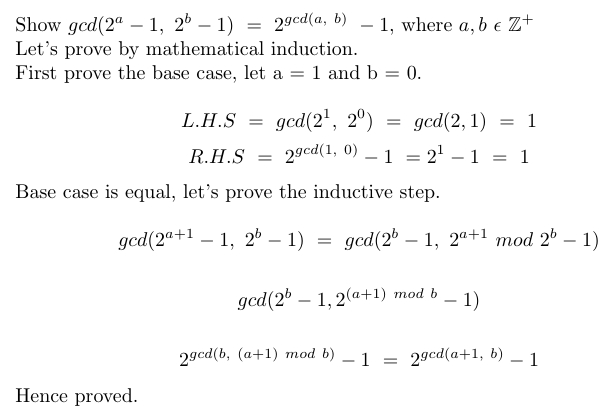 Show gcd(2^a − 1, 2^b − 1) = 2^{gcd(a, b)} − 1, where a, b ϵ ℤ^+
Let's prove by mathematical induction.
First prove the base case, let a = 1 and b = 0.
L.H.S = gcd(2^1, 2^0) = gcd(2, 1) = 1
R.H.S = 2^{gcd(1, 0)} − 1 = 2^1 − 1 = 1
Base case is equal, let's prove the inductive step.
gcd(2^{a+1} − 1, 2^b − 1) = gcd(2^b − 1, 2^{a+1} mod 2^b − 1)
gcd(2^b − 1, 2^{(a+1) mod b} − 1)
2^{gcd(b, (a+1) mod b)} − 1 = 2^{gcd(a+1, b)} − 1
Hence proved.